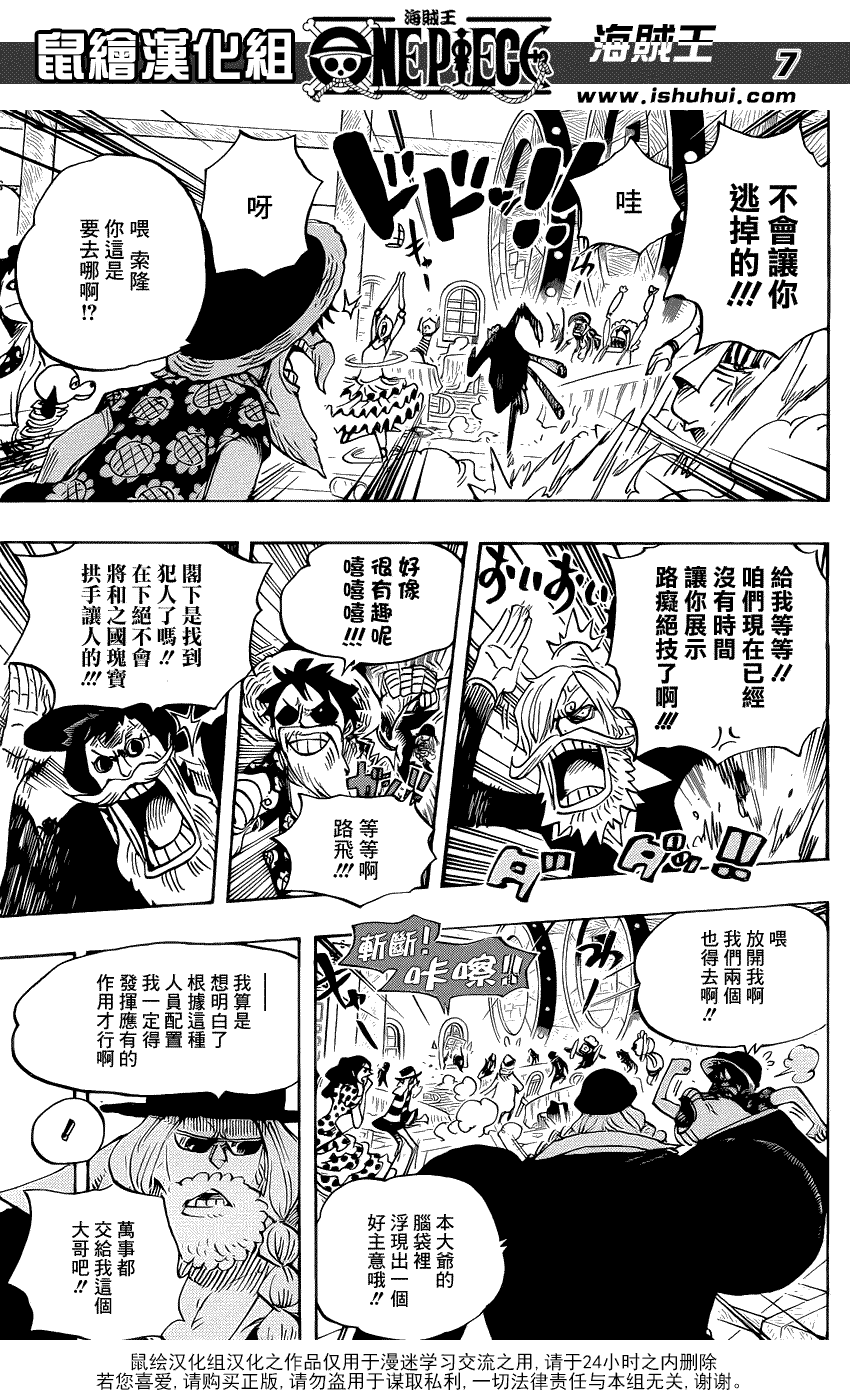 鼠繪漢化組
海賊王
ONE PIECE
海賊王
7
www.ishuhui.com
不會讓你
逃掉的!!!
哇
ドドドッ
呀
喂 索隆
你這是
要去哪啊!?
給我等等!!
咱們現在已經
沒有時間
讓你展示
路癡絕技了啊!!!
おいおい
ダダダッ!!
好像
很有趣呢
嘻嘻嘻!!!
等等啊
路飛!!!
閣下是找到
犯人了嗎!!
在下絕不會
將和之國瑰寶
拱手讓人的!!!
喂
放開我啊
我們兩個
也得去啊!!
斬斷!
咔嚓!!
本大爺的
腦袋裡
浮現出一個
好主意哦!!
——
我算是
想明白了
根據這種
人員配置
我一定得
發揮應有的
作用才行啊
萬事都
交給我這個
大哥吧!!
鼠绘汉化组汉化之作品仅用于漫迷学习交流之用, 请于24小时之内删除
若您喜爱, 请购买正版, 请勿盗用于谋取私利, 一切法律责任与本组无关, 谢谢。